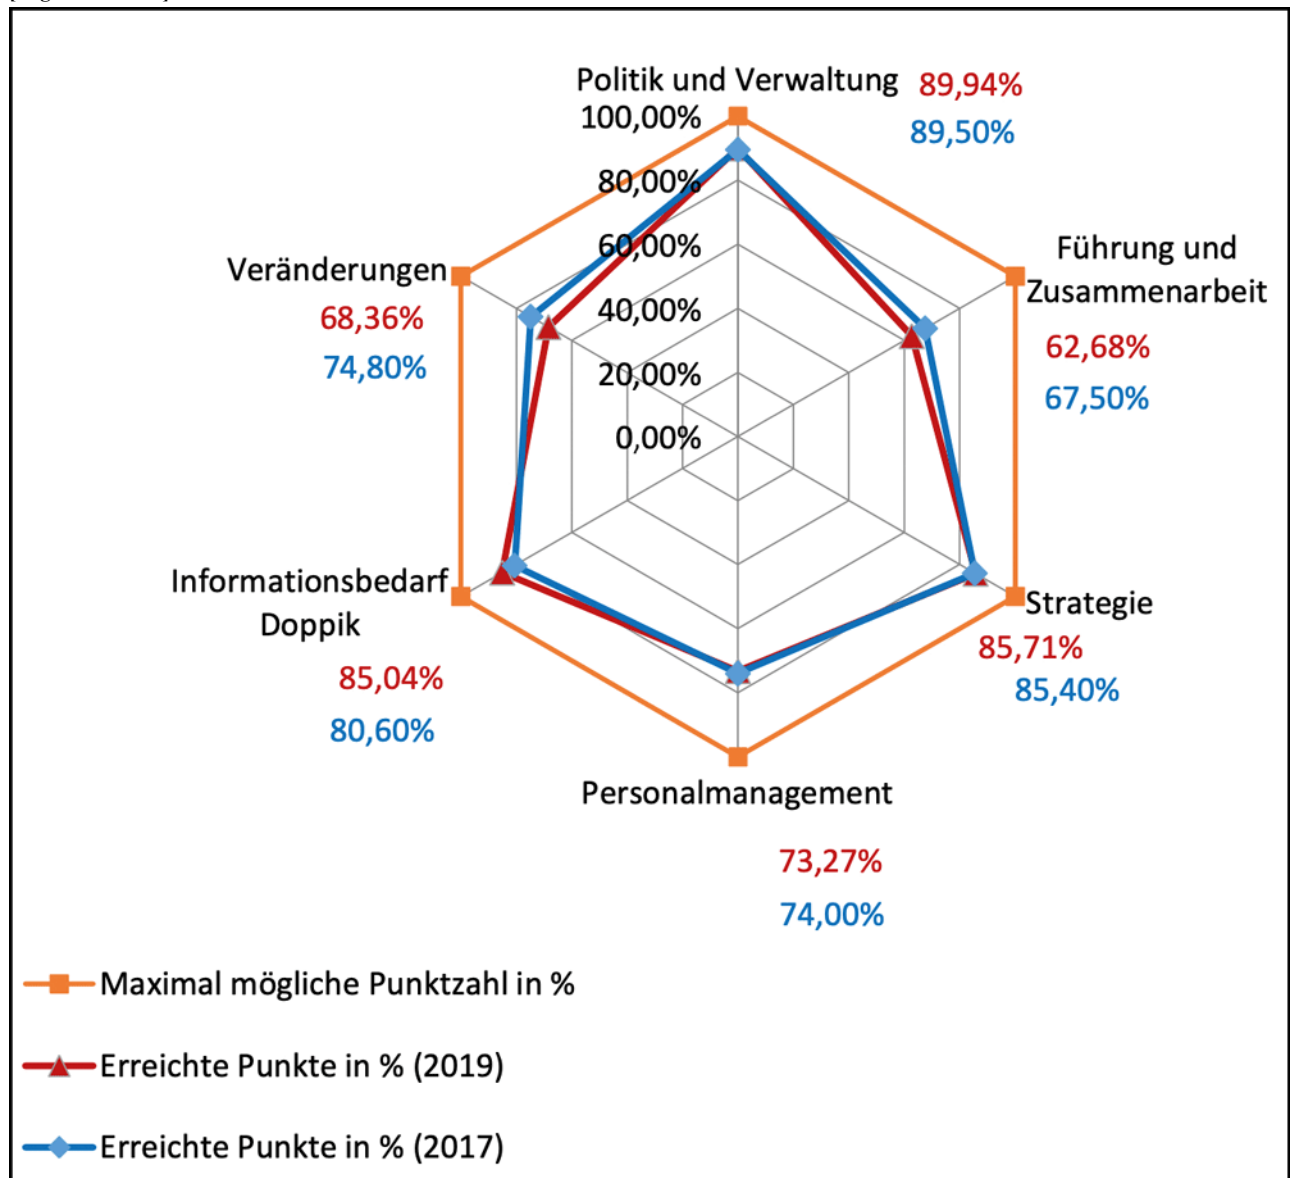 Politik und Verwaltung
89,94%
89,50%
100,00%
80,00%
60,00%
40,00%
20,00%
0,00%
Führung und
Zusammenarbeit
62,68%
67,50%
Veränderungen
68,36%
74,80%
Informationsbedarf
Doppik
85,04%
80,60%
Strategie
85,71%
85,40%
Personalmanagement
73,27%
74,00%
Maximal mögliche Punktzahl in %
Erreichte Punkte in % (2019)
Erreichte Punkte in % (2017)